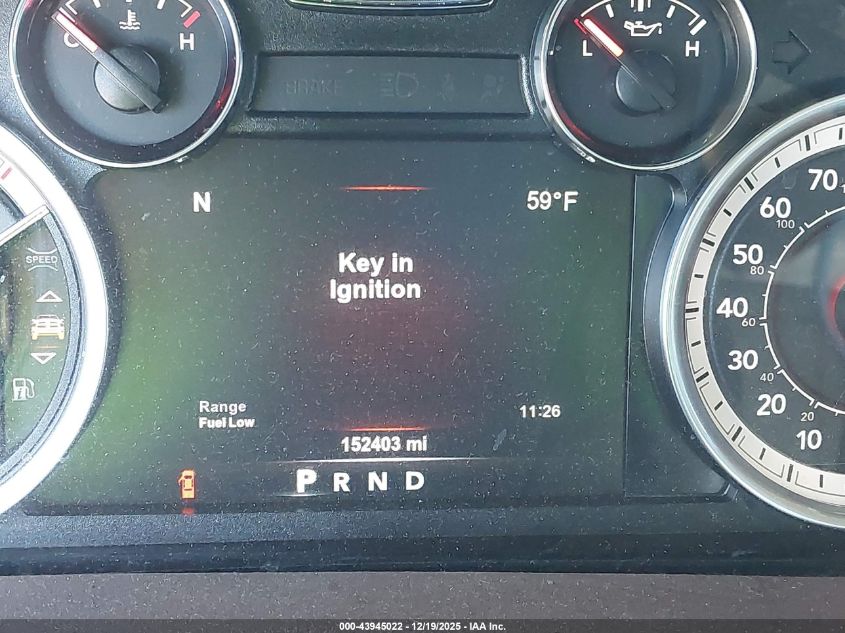 C H
L H
BRAKE
N 59°F
Key in
Ignition
SPEED
Range
Fuel Low
11:26
152403 mi
P R N D
70
60
100
50
80
40
60
30
40
20
20
10
000-43945022 - 12/19/2025 - IAA Inc.